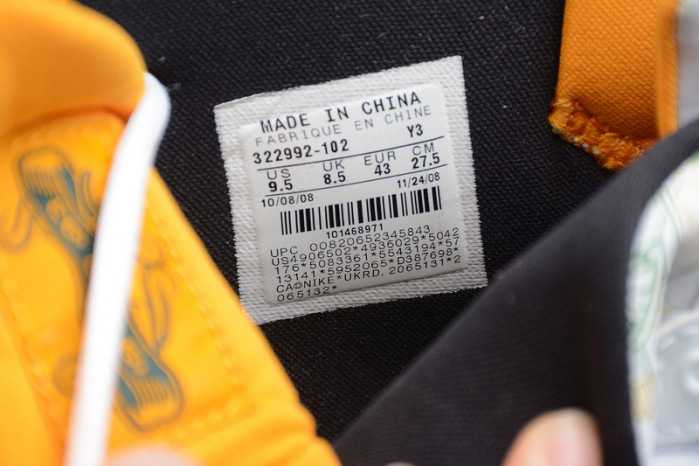 MADE IN CHINA
FABRIQUE EN CHINE
322992-102 Y3
US UK EUR CM
9.5 8.5 43 27.5
10/08/08 11/24/08
101468971
UPC 00820652345843
US4906502*4936029*5042
176*5083361*5543194*57
13141*5952065*D387698*
CA©NIKE*UKRD. 2065131*2
065132*